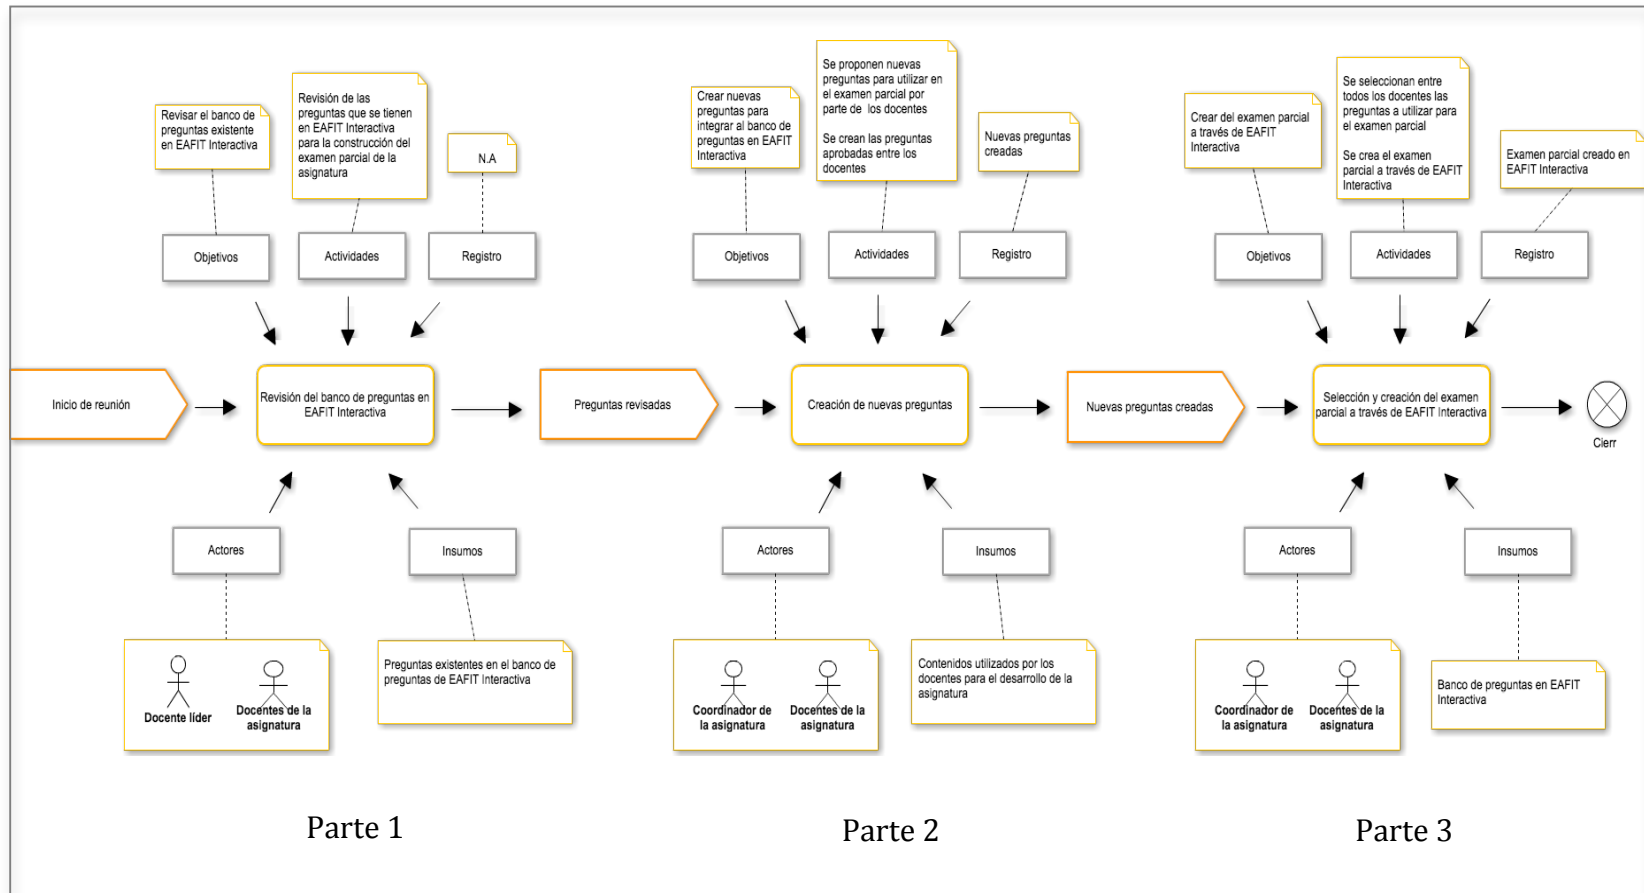 Revisar el banco de
preguntas existente
en EAFIT Interactiva
Revisión de las
preguntas que se tienen
en EAFIT Interactiva
para la construcción del
examen parcial de la
asignatura
N.A
Objetivos
Actividades
Registro
Inicio de reunión
Revisión del banco de preguntas en
EAFIT Interactiva
Actores
Insumos
Docente líder
Docentes de la
asignatura
Preguntas existentes en el banco de
preguntas de EAFIT Interactiva
Parte 1
Crear nuevas
preguntas para
integrar al banco de
preguntas en EAFIT
Interactiva
Se proponen nuevas
preguntas para utilizar en
el examen parcial por
parte de los docentes
Se crean las preguntas
aprobadas entre los
docentes
Nuevas preguntas
creadas
Objetivos
Actividades
Registro
Preguntas revisadas
Creación de nuevas preguntas
Actores
Insumos
Coordinador de
la asignatura
Docentes de la
asignatura
Contenidos utilizados por los
docentes para el desarrollo de la
asignatura
Parte 2
Crear del examen parcial
a través de EAFIT
Interactiva
Se seleccionan entre
todos los docentes las
preguntas a utilizar para
el examen parcial
Se crea el examen
parcial a través de EAFIT
Interactiva
Examen parcial creado en
EAFIT Interactiva
Objetivos
Actividades
Registro
Nuevas preguntas creadas
Selección y creación del examen
parcial a través de EAFIT Interactiva
Cierr
Actores
Insumos
Coordinador de
la asignatura
Docentes de la
asignatura
Banco de preguntas en EAFIT
Interactiva
Parte 3